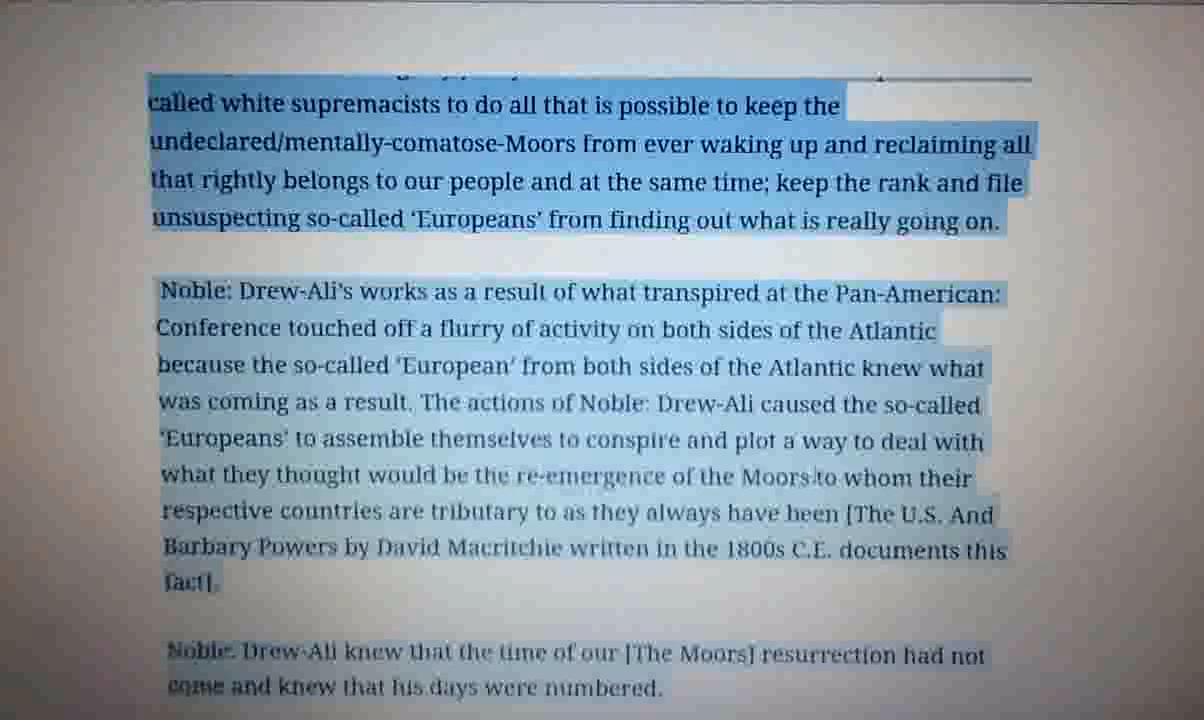 called white supremacists to do all that is possible to keep the
undeclared/mentally-comatose-Moors from ever waking up and reclaiming all
that rightly belongs to our people and at the same time; keep the rank and file
unsuspecting so-called ‘Europeans’ from finding out what is really going on.
Noble: Drew-Ali’s works as a result of what transpired at the Pan-American:
Conference touched off a flurry of activity on both sides of the Atlantic
because the so-called ‘European’ from both sides of the Atlantic knew what
was coming as a result. The actions of Noble: Drew-Ali caused the so-called
‘Europeans’ to assemble themselves to conspire and plot a way to deal with
what they thought would be the re-emergence of the Moors to whom their
respective countries are tributary to as they always have been [The U.S. And
Barbary Powers by David Macritchie written in the 1800s C.E. documents this
fact].
Noble: Drew-Ali knew that the time of our [The Moors] resurrection had not
come and knew that his days were numbered.